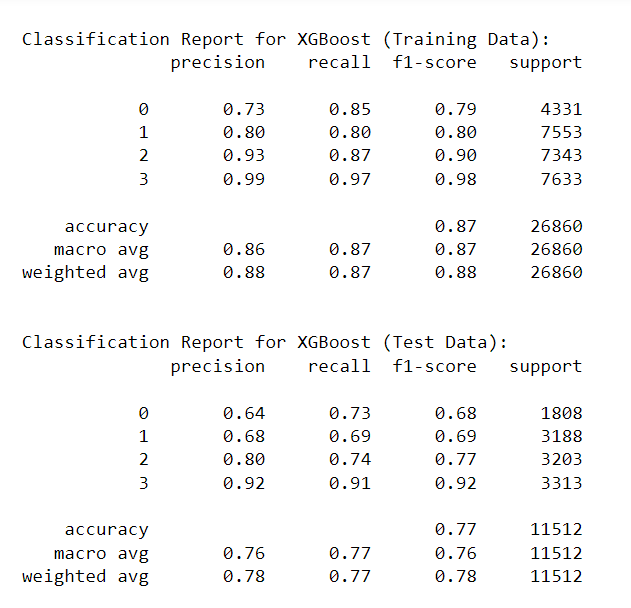 Classification Report for XGBoost (Training Data):
precision recall f1-score support
0 0.73 0.85 0.79 4331
1 0.80 0.80 0.80 7553
2 0.93 0.87 0.90 7343
3 0.99 0.97 0.98 7633
accuracy 0.87 26860
macro avg 0.86 0.87 0.87 26860
weighted avg 0.88 0.87 0.88 26860
Classification Report for XGBoost (Test Data):
precision recall f1-score support
0 0.64 0.73 0.68 1808
1 0.68 0.69 0.69 3188
2 0.80 0.74 0.77 3203
3 0.92 0.91 0.92 3313
accuracy 0.77 11512
macro avg 0.76 0.77 0.76 11512
weighted avg 0.78 0.77 0.78 11512